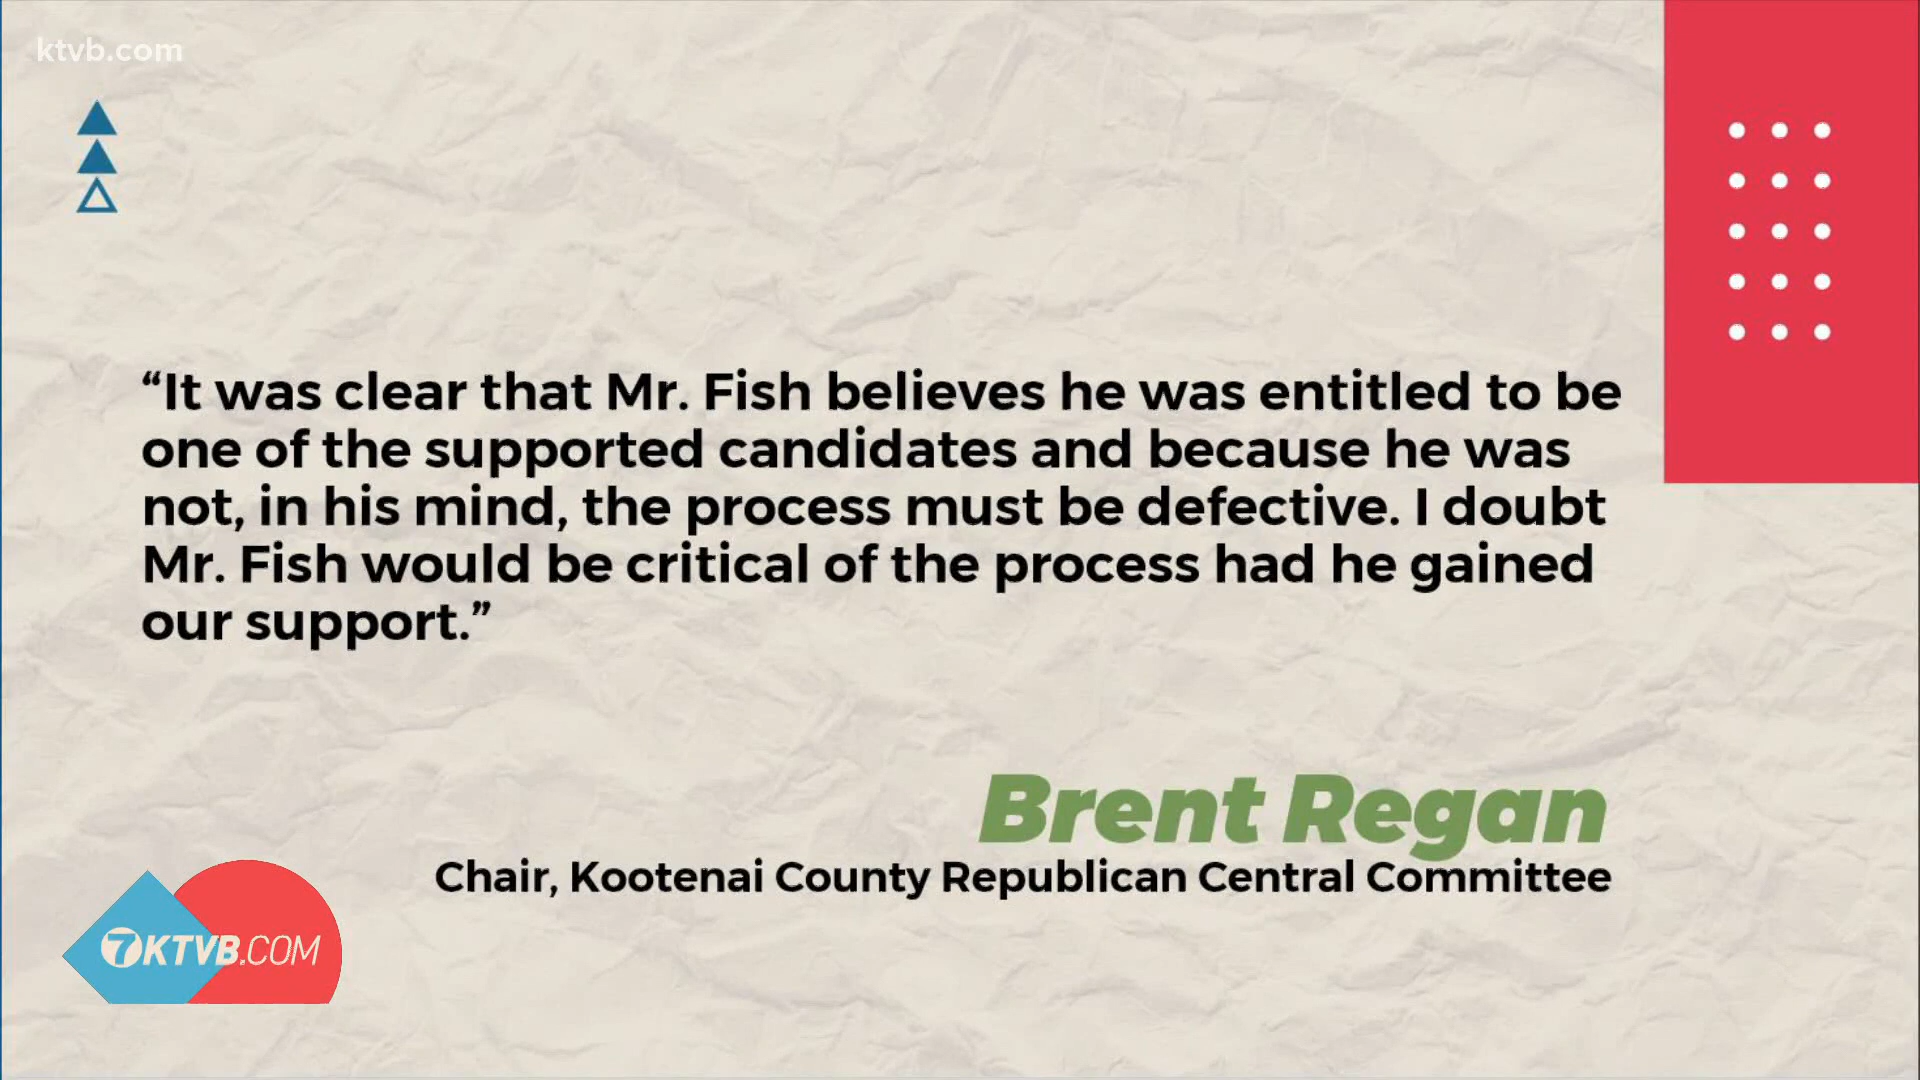 ktvb.com
“It was clear that Mr. Fish believes he was entitled to be
one of the supported candidates and because he was
not, in his mind, the process must be defective. I doubt
Mr. Fish would be critical of the process had he gained
our support.”
Brent Regan
Chair, Kootenai County Republican Central Committee
7KTVB.COM